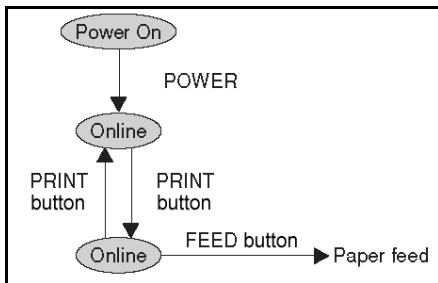 Power On
POWER
Online
PRINT
button
PRINT
button
Online
FEED button
Paper feed